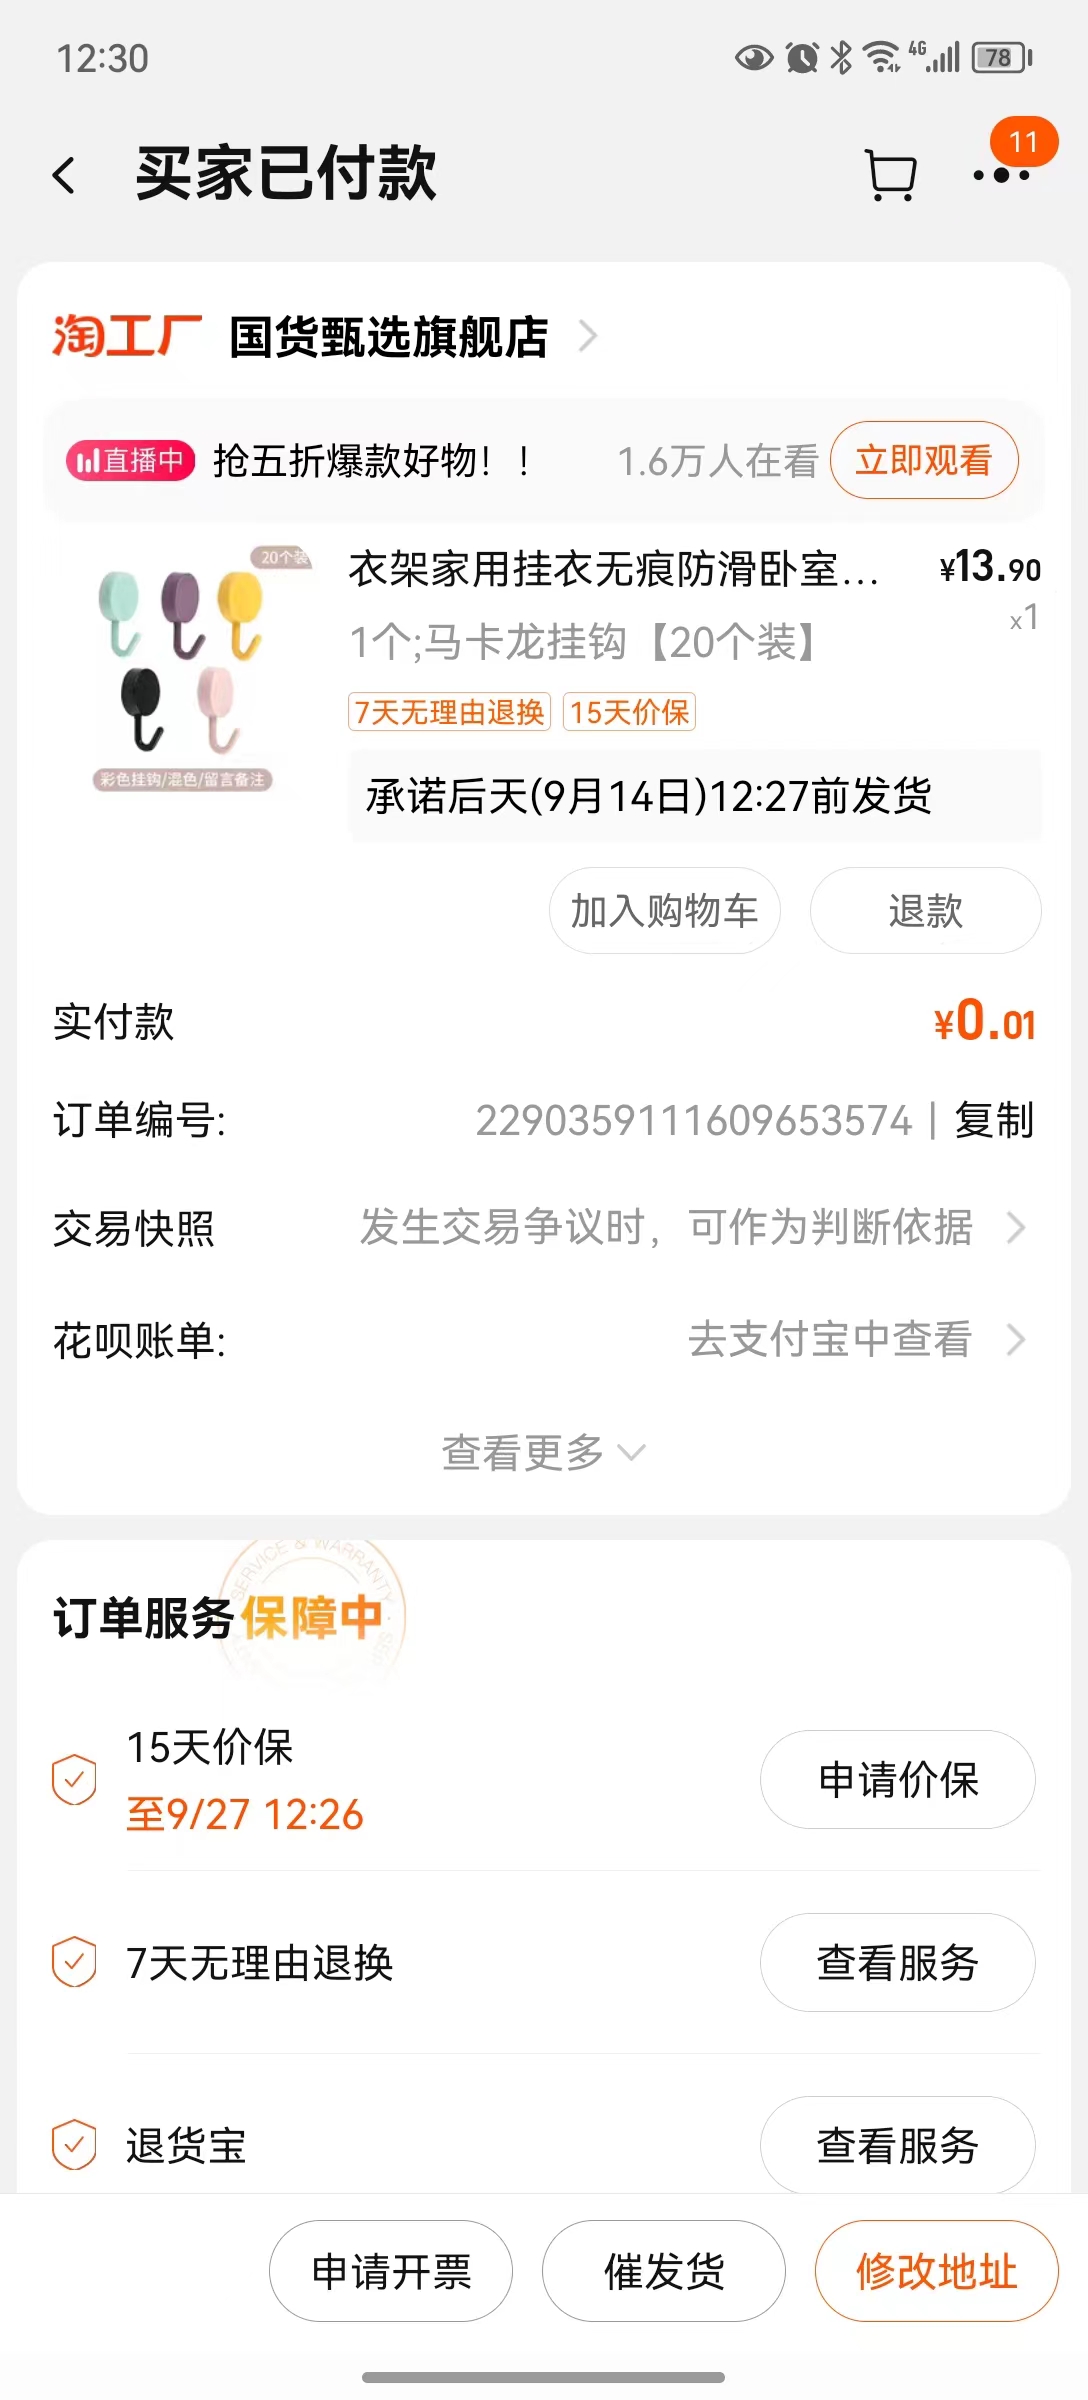 12:30
4G
78
买家已付款
11
淘工厂 国货甄选旗舰店
直播中 抢五折爆款好物！！ 1.6万人在看 立即观看
20个装
彩色挂钩/混色/留言备注
衣架家用挂衣无痕防滑卧室... ¥13.90
1个;马卡龙挂钩【20个装】 x1
7天无理由退换 15天价保
承诺后天(9月14日)12:27前发货
加入购物车 退款
实付款 ¥0.01
订单编号: 2290359111609653574 | 复制
交易快照 发生交易争议时，可作为判断依据
花呗账单: 去支付宝中查看
查看更多
SERVICE & WARRANTY
订单服务保障中
15天价保
至9/27 12:26
申请价保
7天无理由退换 查看服务
退货宝 查看服务
申请开票 催发货 修改地址